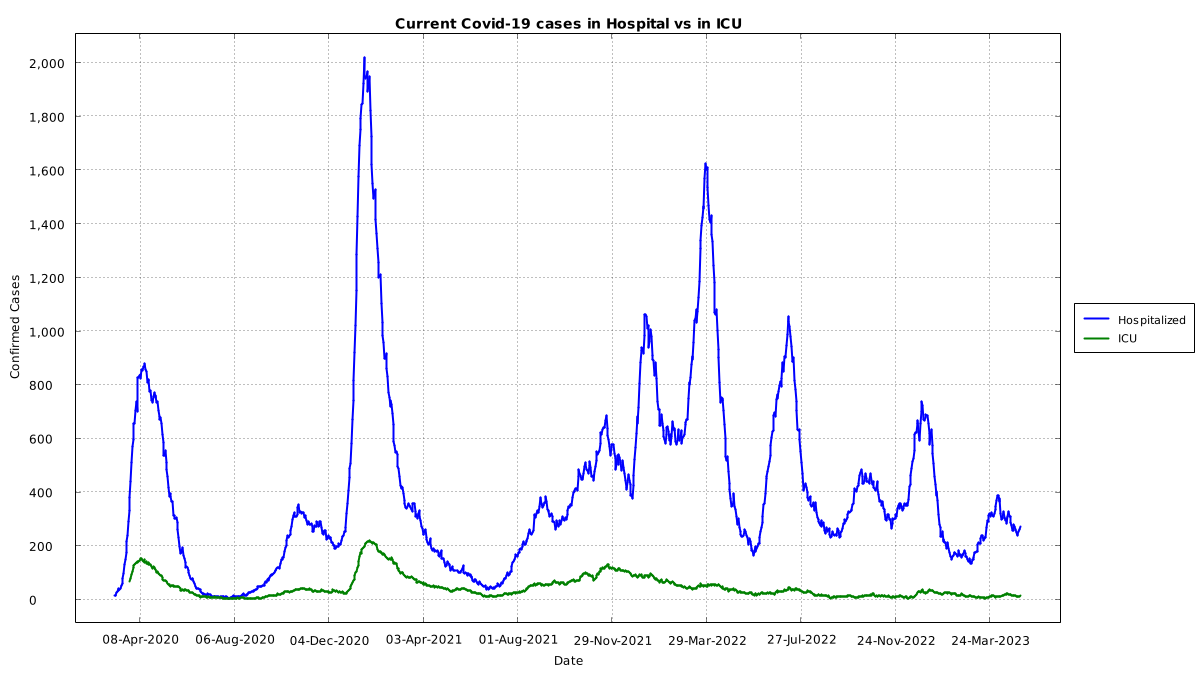 Current Covid-19 cases in Hospital vs in ICU
Confirmed Cases
2,000
1,800
1,600
1,400
1,200
1,000
800
600
400
200
0
08-Apr-2020
06-Aug-2020
04-Dec-2020
03-Apr-2021
01-Aug-2021
29-Nov-2021
29-Mar-2022
27-Jul-2022
24-Nov-2022
24-Mar-2023
Date
Hospitalized
ICU